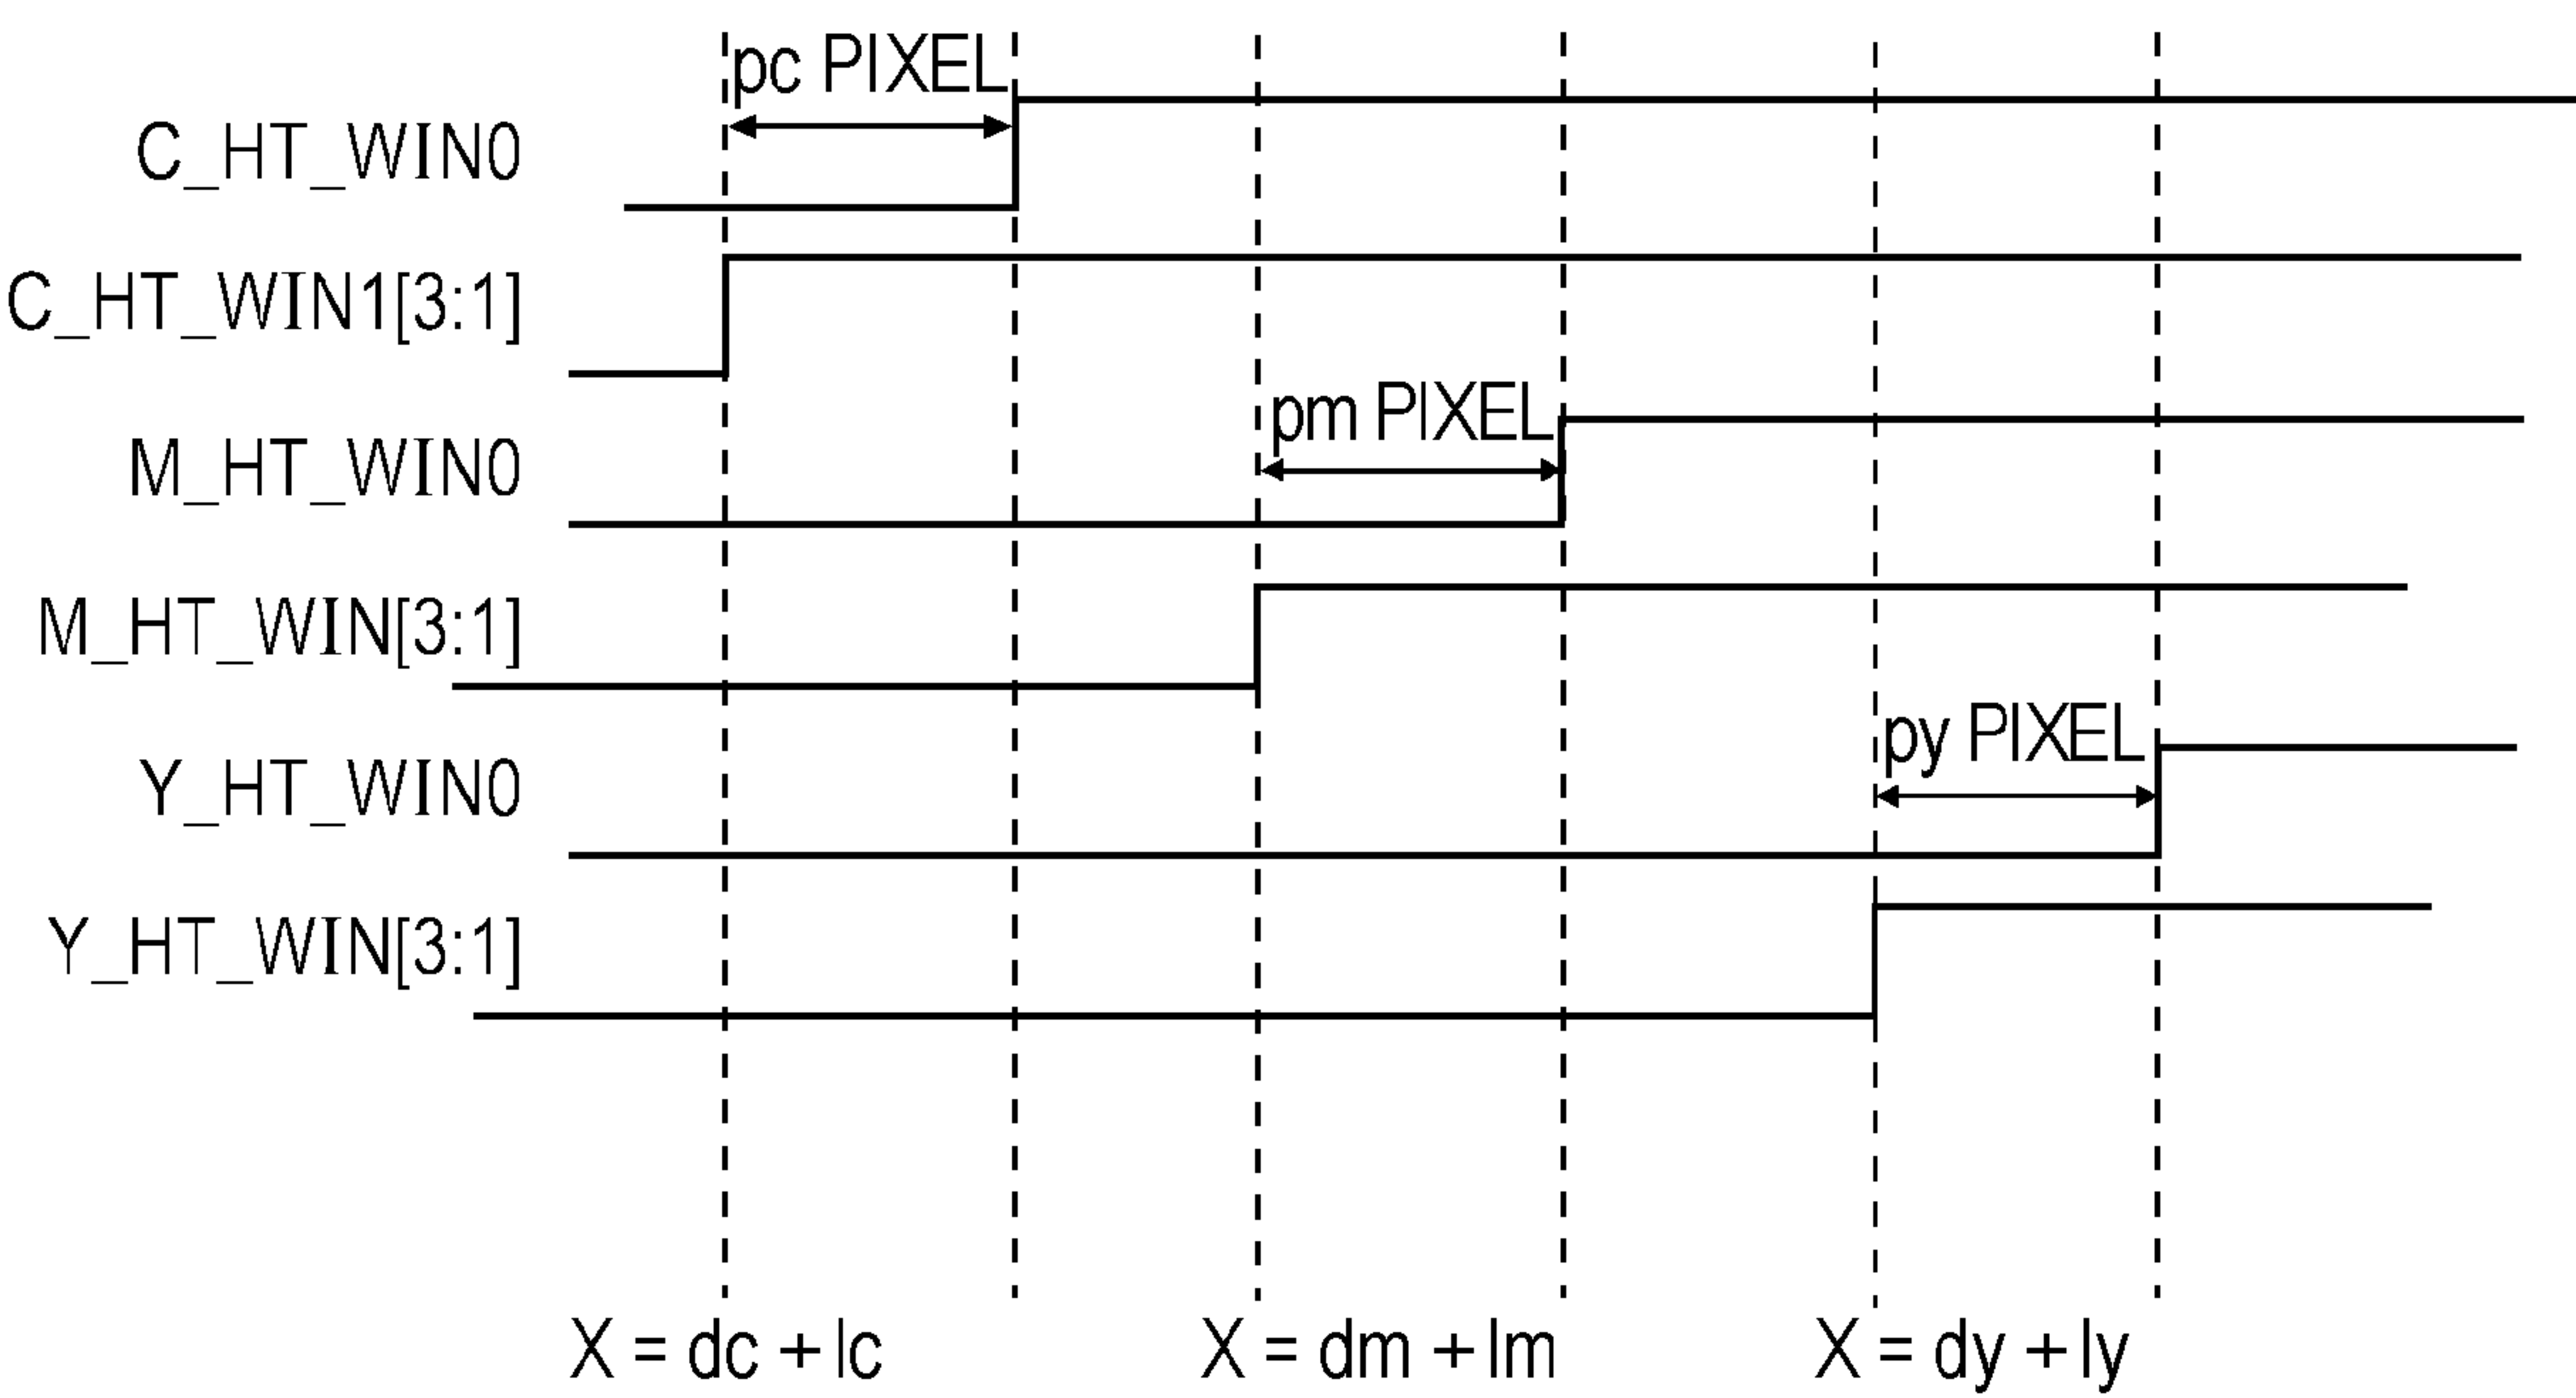 pc PIXEL
C_HT_WIN0
C_HT_WIN1[3:1]
pm PIXEL
M_HT_WIN0
M_HT_WIN[3:1]
py PIXEL
Y_HT_WIN0
Y_HT_WIN[3:1]
X = dc + lc X = dm + lm X = dy + ly